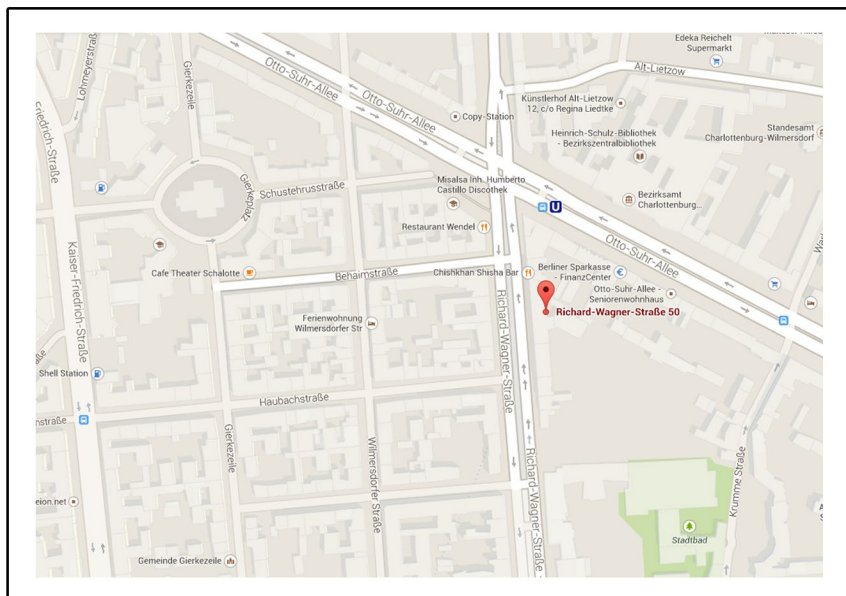 Edeka Reichelt
Supermarkt
Lohmeyerstraße
Gierkezeile
Otto-Suhr-Allee
Alt-Lietzow
Otto-Suhr-Allee
Künstlerhof Alt-Lietzow
12, c/o Regina Liedtke
Copy-Station
Friedrich-Straße
Heinrich-Schulz-Bibliothek
- Bezirkszentralbibliothek
Standesamt
Charlottenburg-Wilmersdorf
Schustehrusstraße
Gierkeplatz
Misalsa Inh. Humberto
Castillo Discothek
Bezirksamt
Charlottenburg...
U
Restaurant Wendel
Otto-Suhr-Allee
Kaiser-Friedrich-Straße
Cafe Theater Schalotte
Behaimstraße
Chishkhan Shisha Bar
Berliner Sparkasse
- FinanzCenter
€
Otto-Suhr-Allee -
Seniorenwohnhaus
Richard-Wagner-Straße 50
Ferienwohnung
Wilmersdorfer Str
Richard-Wagner-Straße
Shell Station
Haubachstraße
Gierkezeile
Wilmersdorfer Straße
Richard-Wagner-Straße
Krumme Straße
eion.net
Stadtbad
Gemeinde Gierkezeile